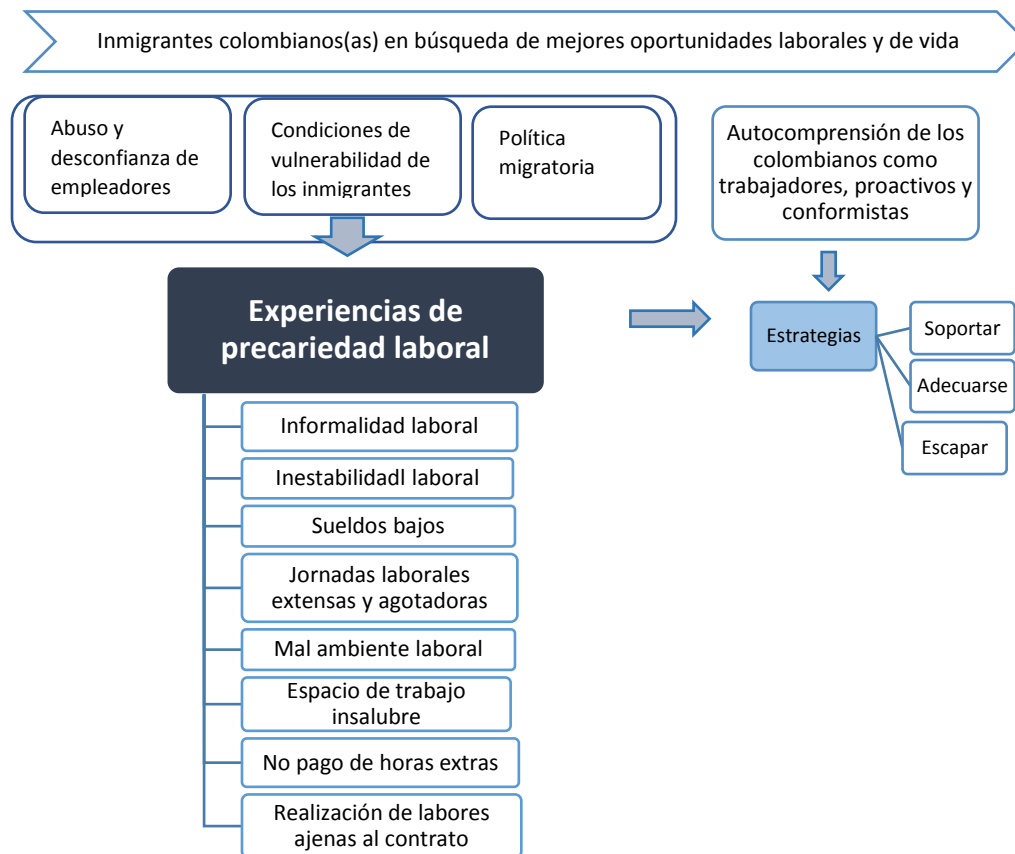 Inmigrantes colombianos(as) en búsqueda de mejores oportunidades laborales y de vida
Abuso y
desconfianza de
empleadores
Condiciones de
vulnerabilidad de
los inmigrantes
Política
migratoria
Autocomprensión de los
colombianos como
trabajadores, proactivos y
conformistas
Experiencias de
precariedad laboral
Estrategias
Soportar
Adecuarse
Escapar
Informalidad laboral
Inestabilidadl laboral
Sueldos bajos
Jornadas laborales
extensas y agotadoras
Mal ambiente laboral
Espacio de trabajo
insalubre
No pago de horas extras
Realización de labores
ajenas al contrato